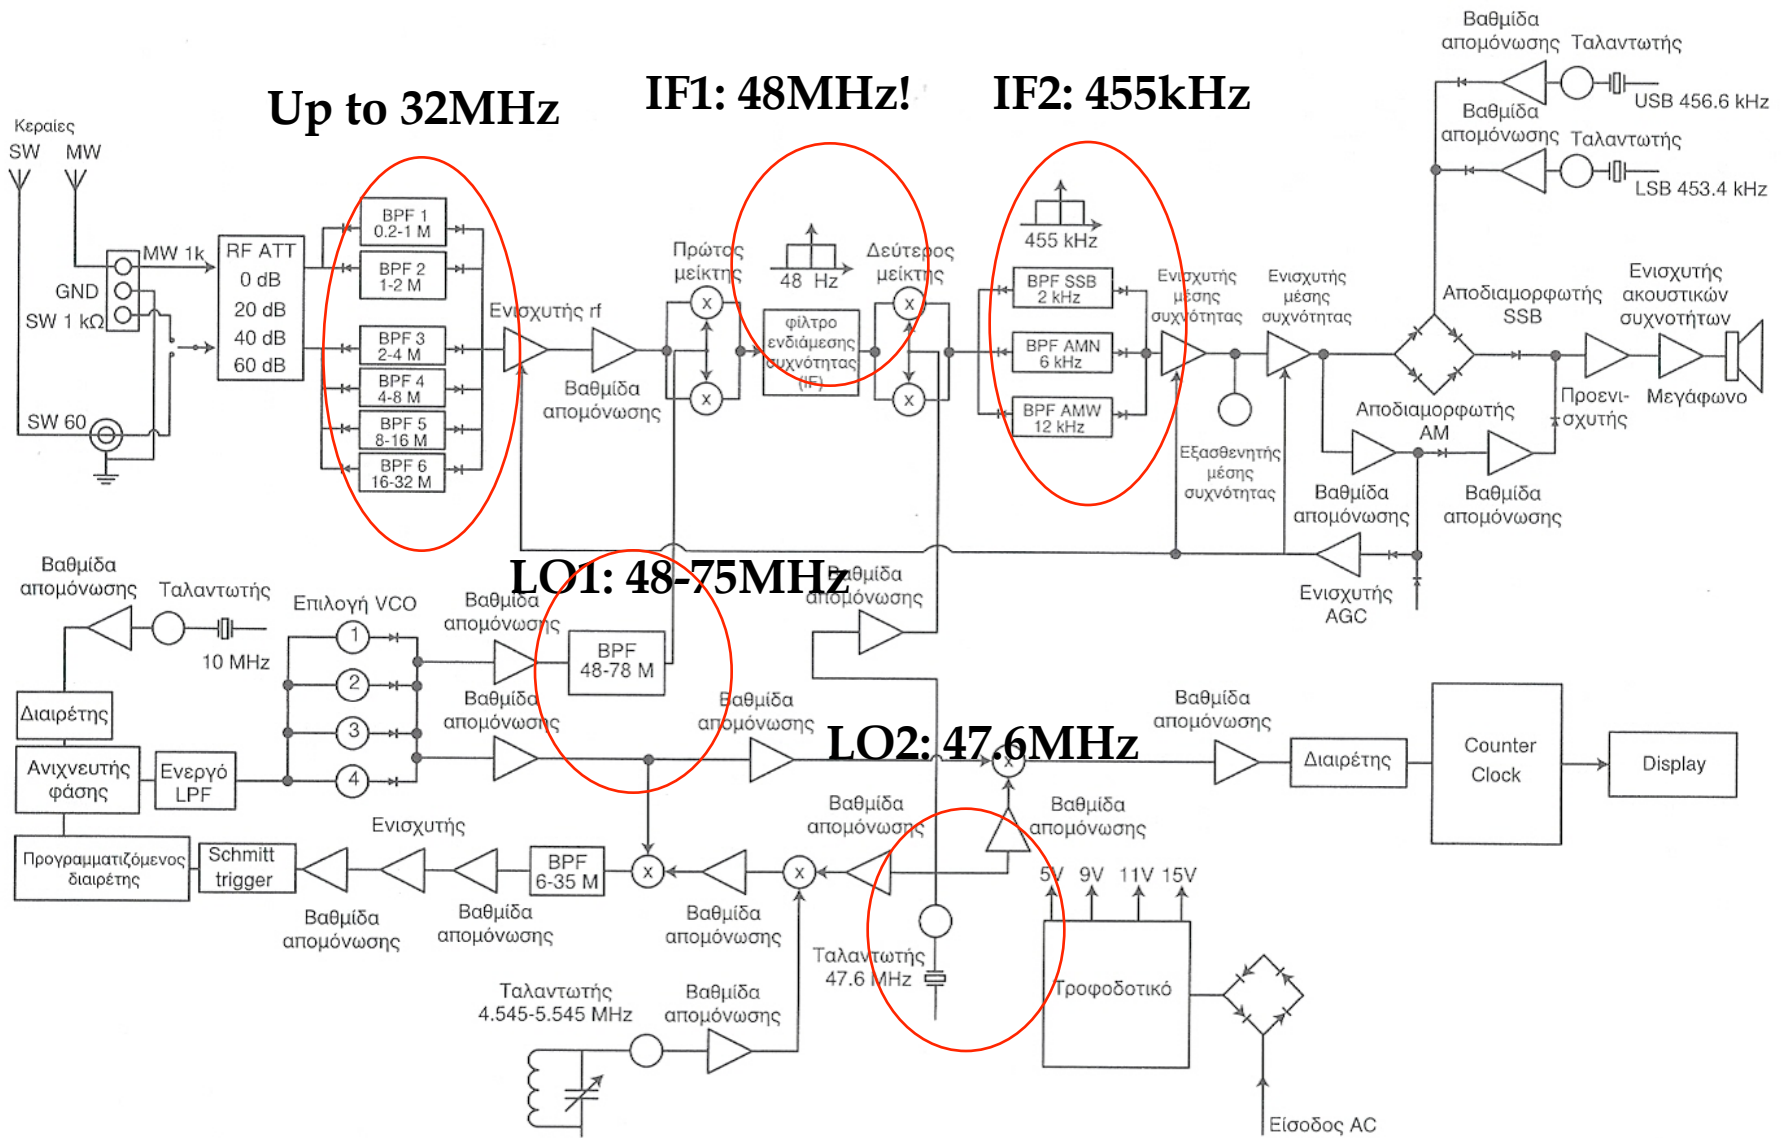 Up to 32MHz
IF1: 48MHz!
IF2: 455kHz
Βαθμίδα
απομόνωσης
Ταλαντωτής
USB 456.6 kHz
Βαθμίδα
απομόνωσης
Ταλαντωτής
LSB 453.4 kHz
Κεραίες
SW
MW
MW 1k
GND
SW 1 kΩ
SW 60
RF ATT
0 dB
20 dB
40 dB
60 dB
BPF 1
0.2-1 M
BPF 2
1-2 M
BPF 3
2-4 M
BPF 4
4-8 M
BPF 5
8-16 M
BPF 6
16-32 M
Ενισχυτής rf
Βαθμίδα
απομόνωσης
Πρώτος
μείκτης
x
x
48 Hz
φίλτρο
ενδιάμεσης
συχνότητας
(IF)
Δεύτερος
μείκτης
x
x
455 kHz
BPF SSB
2 kHz
BPF AMN
6 kHz
BPF AMW
12 kHz
Ενισχυτής
μέσης
συχνότητας
Ενισχυτής
μέσης
συχνότητας
Εξασθενητής
μέσης
συχνότητας
Αποδιαμορφωτής
SSB
Ενισχυτής
ακουστικών
συχνοτήτων
Προενι-
σχυτής
Μεγάφωνο
Αποδιαμορφωτής
AM
Βαθμίδα
απομόνωσης
Βαθμίδα
απομόνωσης
Ενισχυτής
AGC
LO1: 48-75MHz
Βαθμίδα
απομόνωσης
Βαθμίδα
απομόνωσης
Ταλαντωτής
10 MHz
Επιλογή VCO
1
2
3
4
Βαθμίδα
απομόνωσης
BPF
48-78 M
Βαθμίδα
απομόνωσης
Βαθμίδα
απομόνωσης
LO2: 47.6MHz
x
Βαθμίδα
απομόνωσης
Διαιρέτης
Counter
Clock
Display
Διαιρέτης
Ανιχνευτής
φάσης
Ενεργό
LPF
Προγραμματιζόμενος
διαιρέτης
Schmitt
trigger
Ενισχυτής
Βαθμίδα
απομόνωσης
Βαθμίδα
απομόνωσης
BPF
6-35 M
x
Βαθμίδα
απομόνωσης
x
Βαθμίδα
απομόνωσης
Βαθμίδα
απομόνωσης
Ταλαντωτής
47.6 MHz
Ταλαντωτής
4.545-5.545 MHz
Βαθμίδα
απομόνωσης
5V 9V 11V 15V
Τροφοδοτικό
Είσοδος AC